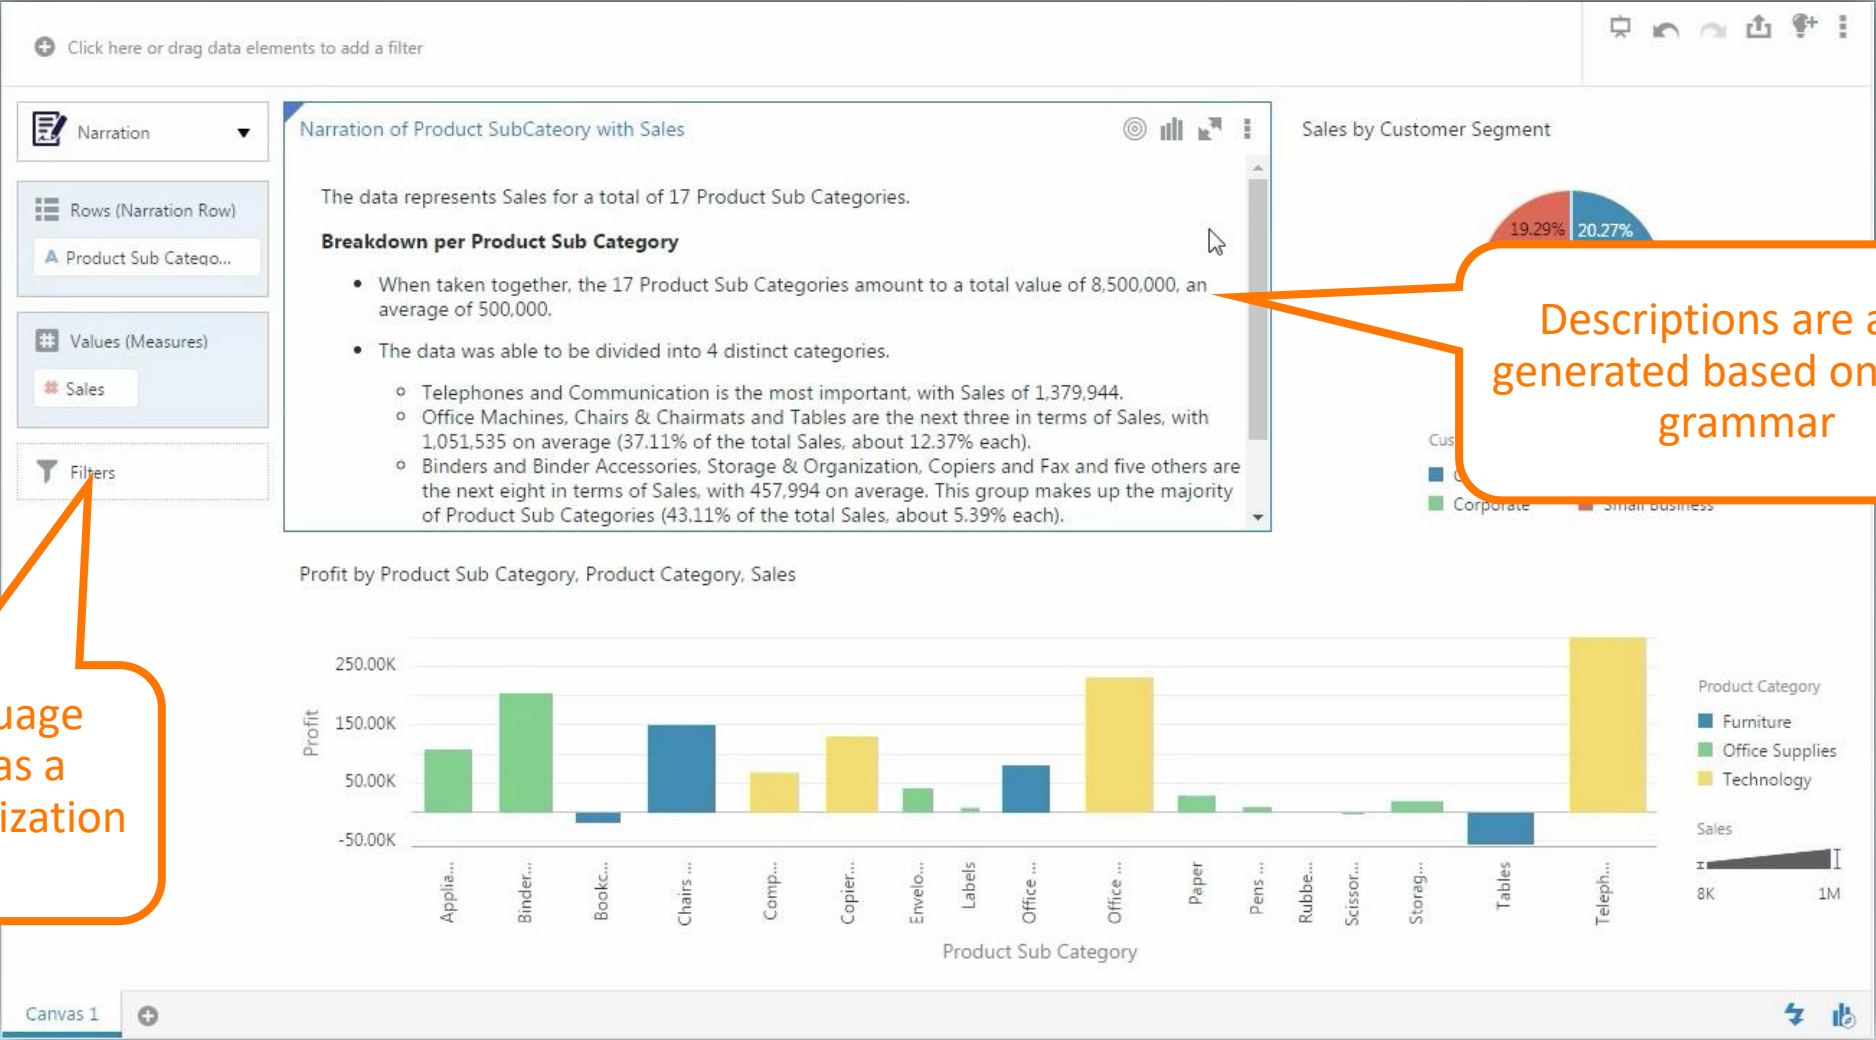 Click here or drag data elements to add a filter
Narration
Rows (Narration Row)
A Product Sub Catego...
Values (Measures)
# Sales
Filters
Narration of Product SubCateory with Sales
The data represents Sales for a total of 17 Product Sub Categories.
Breakdown per Product Sub Category
• When taken together, the 17 Product Sub Categories amount to a total value of 8,500,000, an
average of 500,000.
• The data was able to be divided into 4 distinct categories.
Telephones and Communication is the most important, with Sales of 1,379,944.
Office Machines, Chairs & Chairmats and Tables are the next three in terms of Sales, with
1,051,535 on average (37.11% of the total Sales, about 12.37% each).
Binders and Binder Accessories, Storage & Organization, Copiers and Fax and five others are
the next eight in terms of Sales, with 457,994 on average. This group makes up the majority
of Product Sub Categories (43.11% of the total Sales, about 5.39% each).
Sales by Customer Segment
19.29% 20.27%
Descriptions are a
generated based on
grammar
Cus
Corporate
Small Business
uage
as a
ization
Profit by Product Sub Category, Product Category, Sales
Profit
250.00K
150.00K
50.00K
-50.00K
Applia...
Binder...
Bookc...
Chairs ...
Comp...
Copier...
Envelo...
Labels
Office ...
Office ...
Paper
Pens ...
Rubbe...
Scissor...
Storag...
Tables
Teleph...
Product Sub Category
Product Category
Furniture
Office Supplies
Technology
Sales
8K 1M
Canvas 1